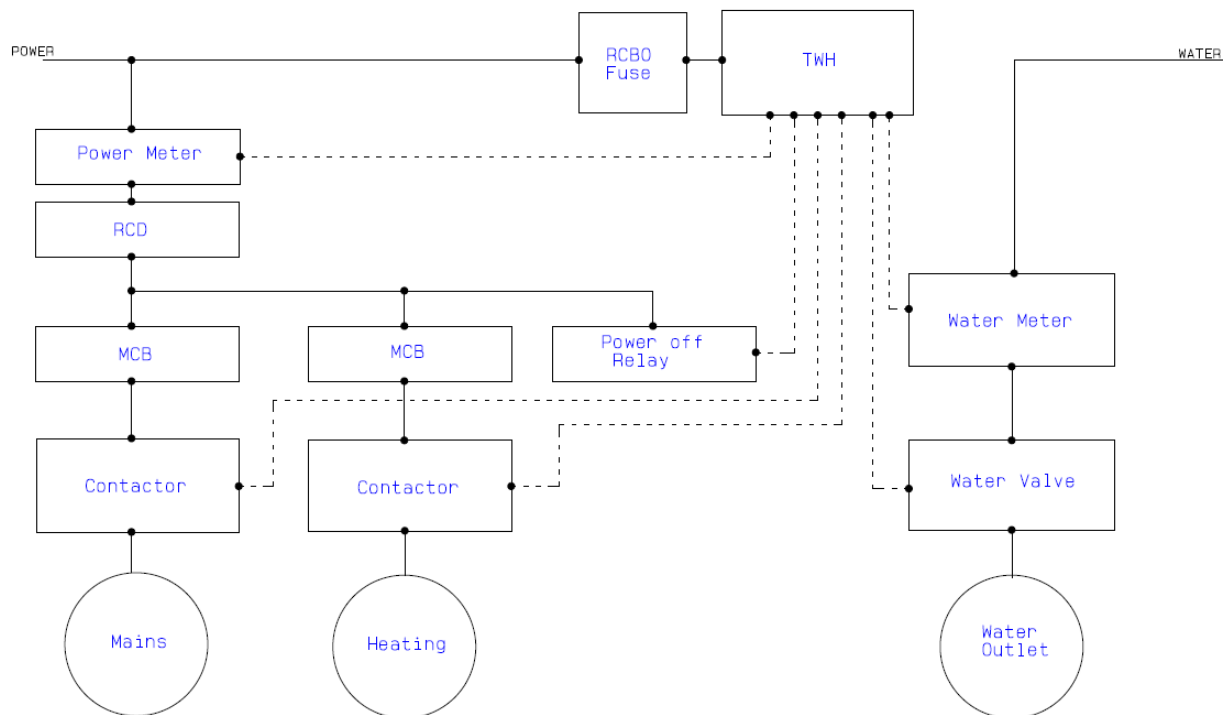 POWER
RCBO
Fuse
TWH
WATER
Power Meter
RCD
MCB
MCB
Power off
Relay
Water Meter
Contactor
Contactor
Water Valve
Mains
Heating
Water
Outlet